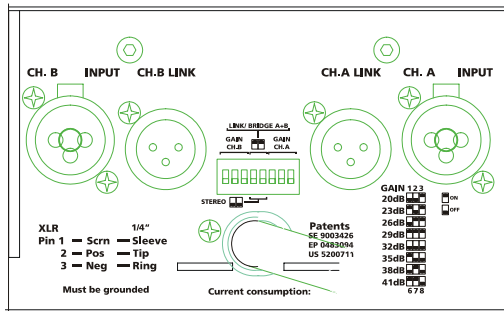 CH. B INPUT CH.B LINK CH.A LINK CH. A INPUT
LINK/ BRIDGE A+B
GAIN GAIN
CH.B CH.A
STEREO
GAIN 1 2 3
20dB ON
23dB OFF
26dB
29dB
32dB
35dB
38dB
41dB
6 7 8
XLR 1/4"
Pin 1 – Scrn – Sleeve
2 – Pos – Tip
3 – Neg – Ring
Must be grounded
Patents
SE 9003426
EP 0483094
US 5200711
Current consumption: